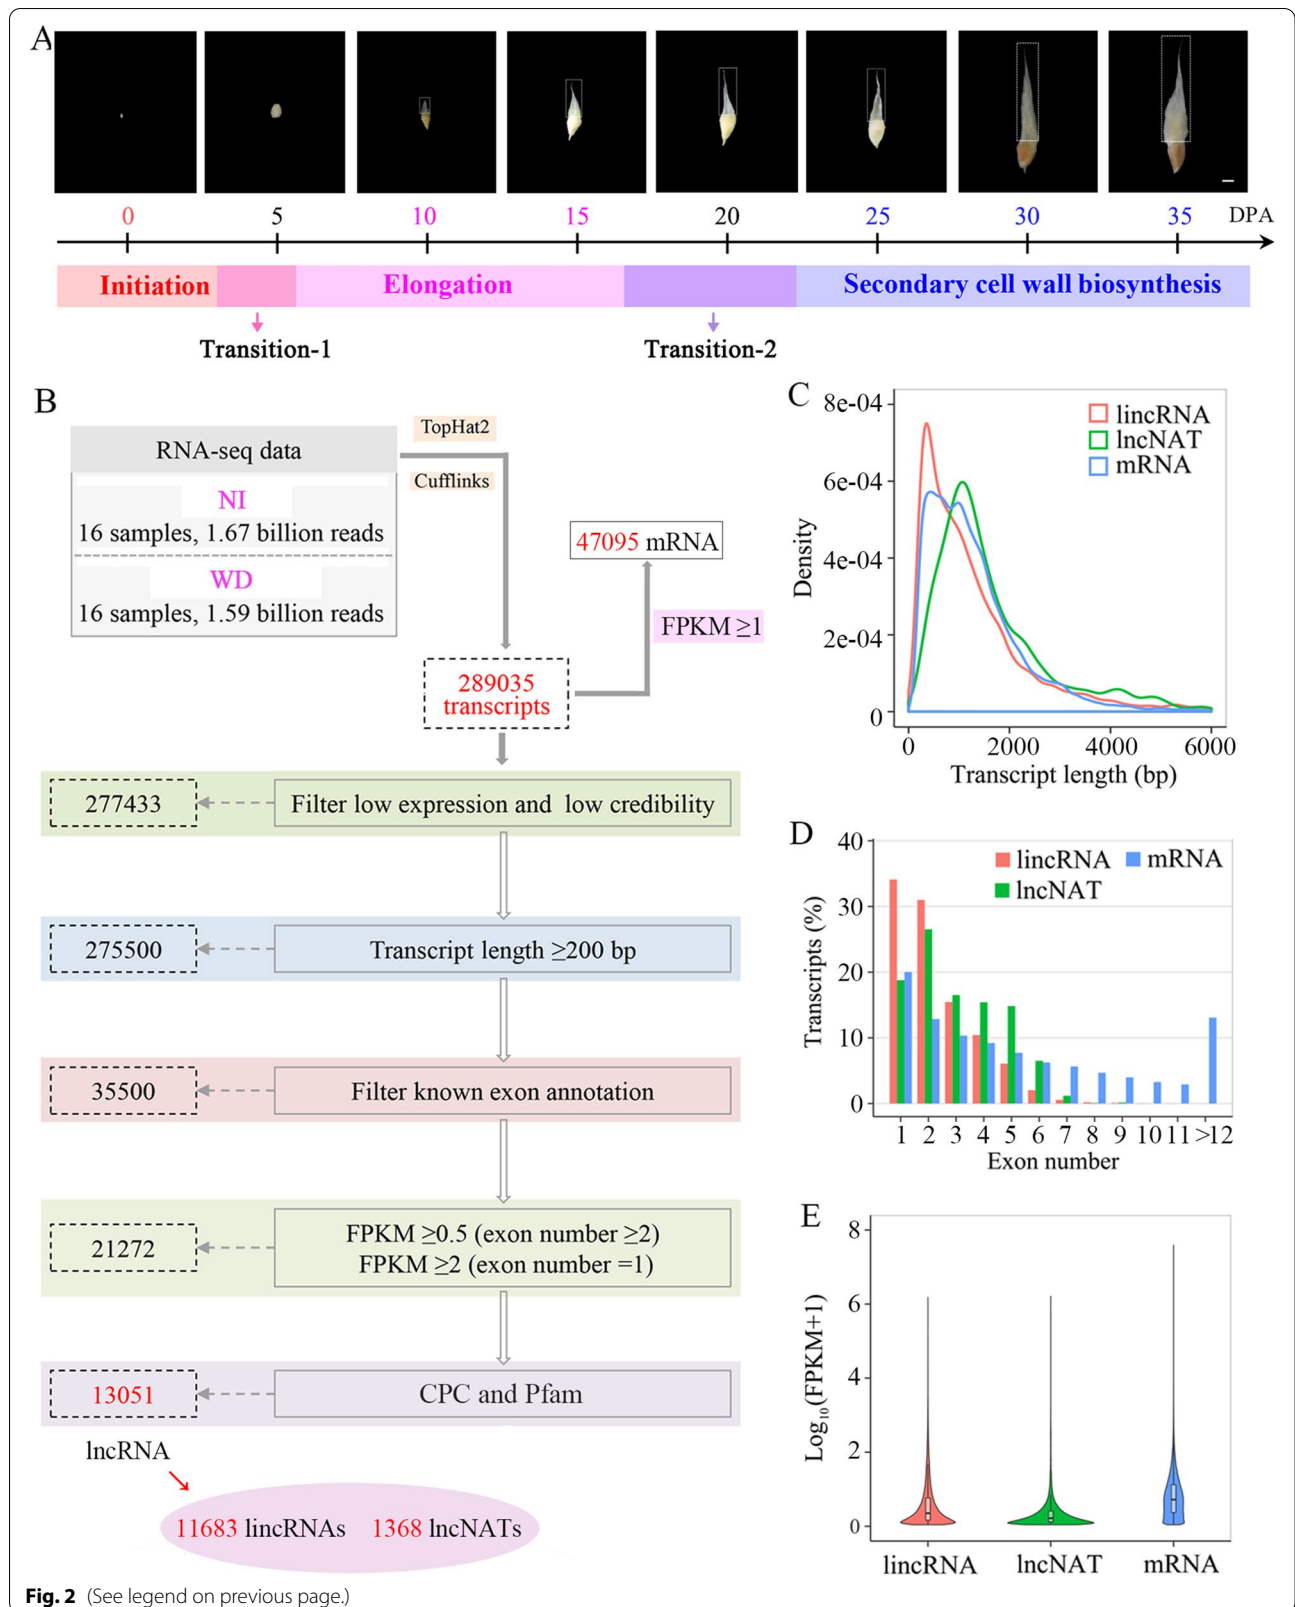 A
0 5 10 15 20 25 30 35 DPA
Initiation Elongation Secondary cell wall biosynthesis
Transition-1 Transition-2
B
RNA-seq data
NI
16 samples, 1.67 billion reads
WD
16 samples, 1.59 billion reads
TopHat2
Cufflinks
47095 mRNA
FPKM ≥1
289035
transcripts
277433 Filter low expression and low credibility
275500 Transcript length ≥200 bp
35500 Filter known exon annotation
21272 FPKM ≥0.5 (exon number ≥2)
FPKM ≥2 (exon number =1)
13051 CPC and Pfam
lncRNA
11683 lincRNAs 1368 lncNATs
C
8e-04
6e-04
4e-04
2e-04
0
Density
lincRNA
lncNAT
mRNA
0 2000 4000 6000
Transcript length (bp)
D
40
30
20
10
0
Transcripts (%)
lincRNA mRNA
lncNAT
1 2 3 4 5 6 7 8 9 10 11 >12
Exon number
E
8
6
4
2
0
Log₁₀(FPKM+1)
lincRNA lncNAT mRNA
Fig. 2 (See legend on previous page.)